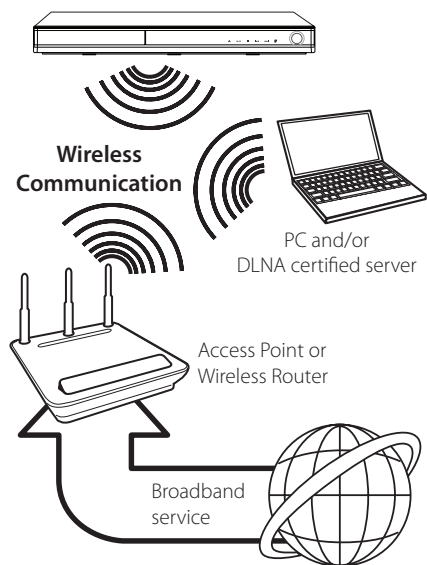 Wireless
Communication
PC and/or
DLNA certified server
Access Point or
Wireless Router
Broadband
service